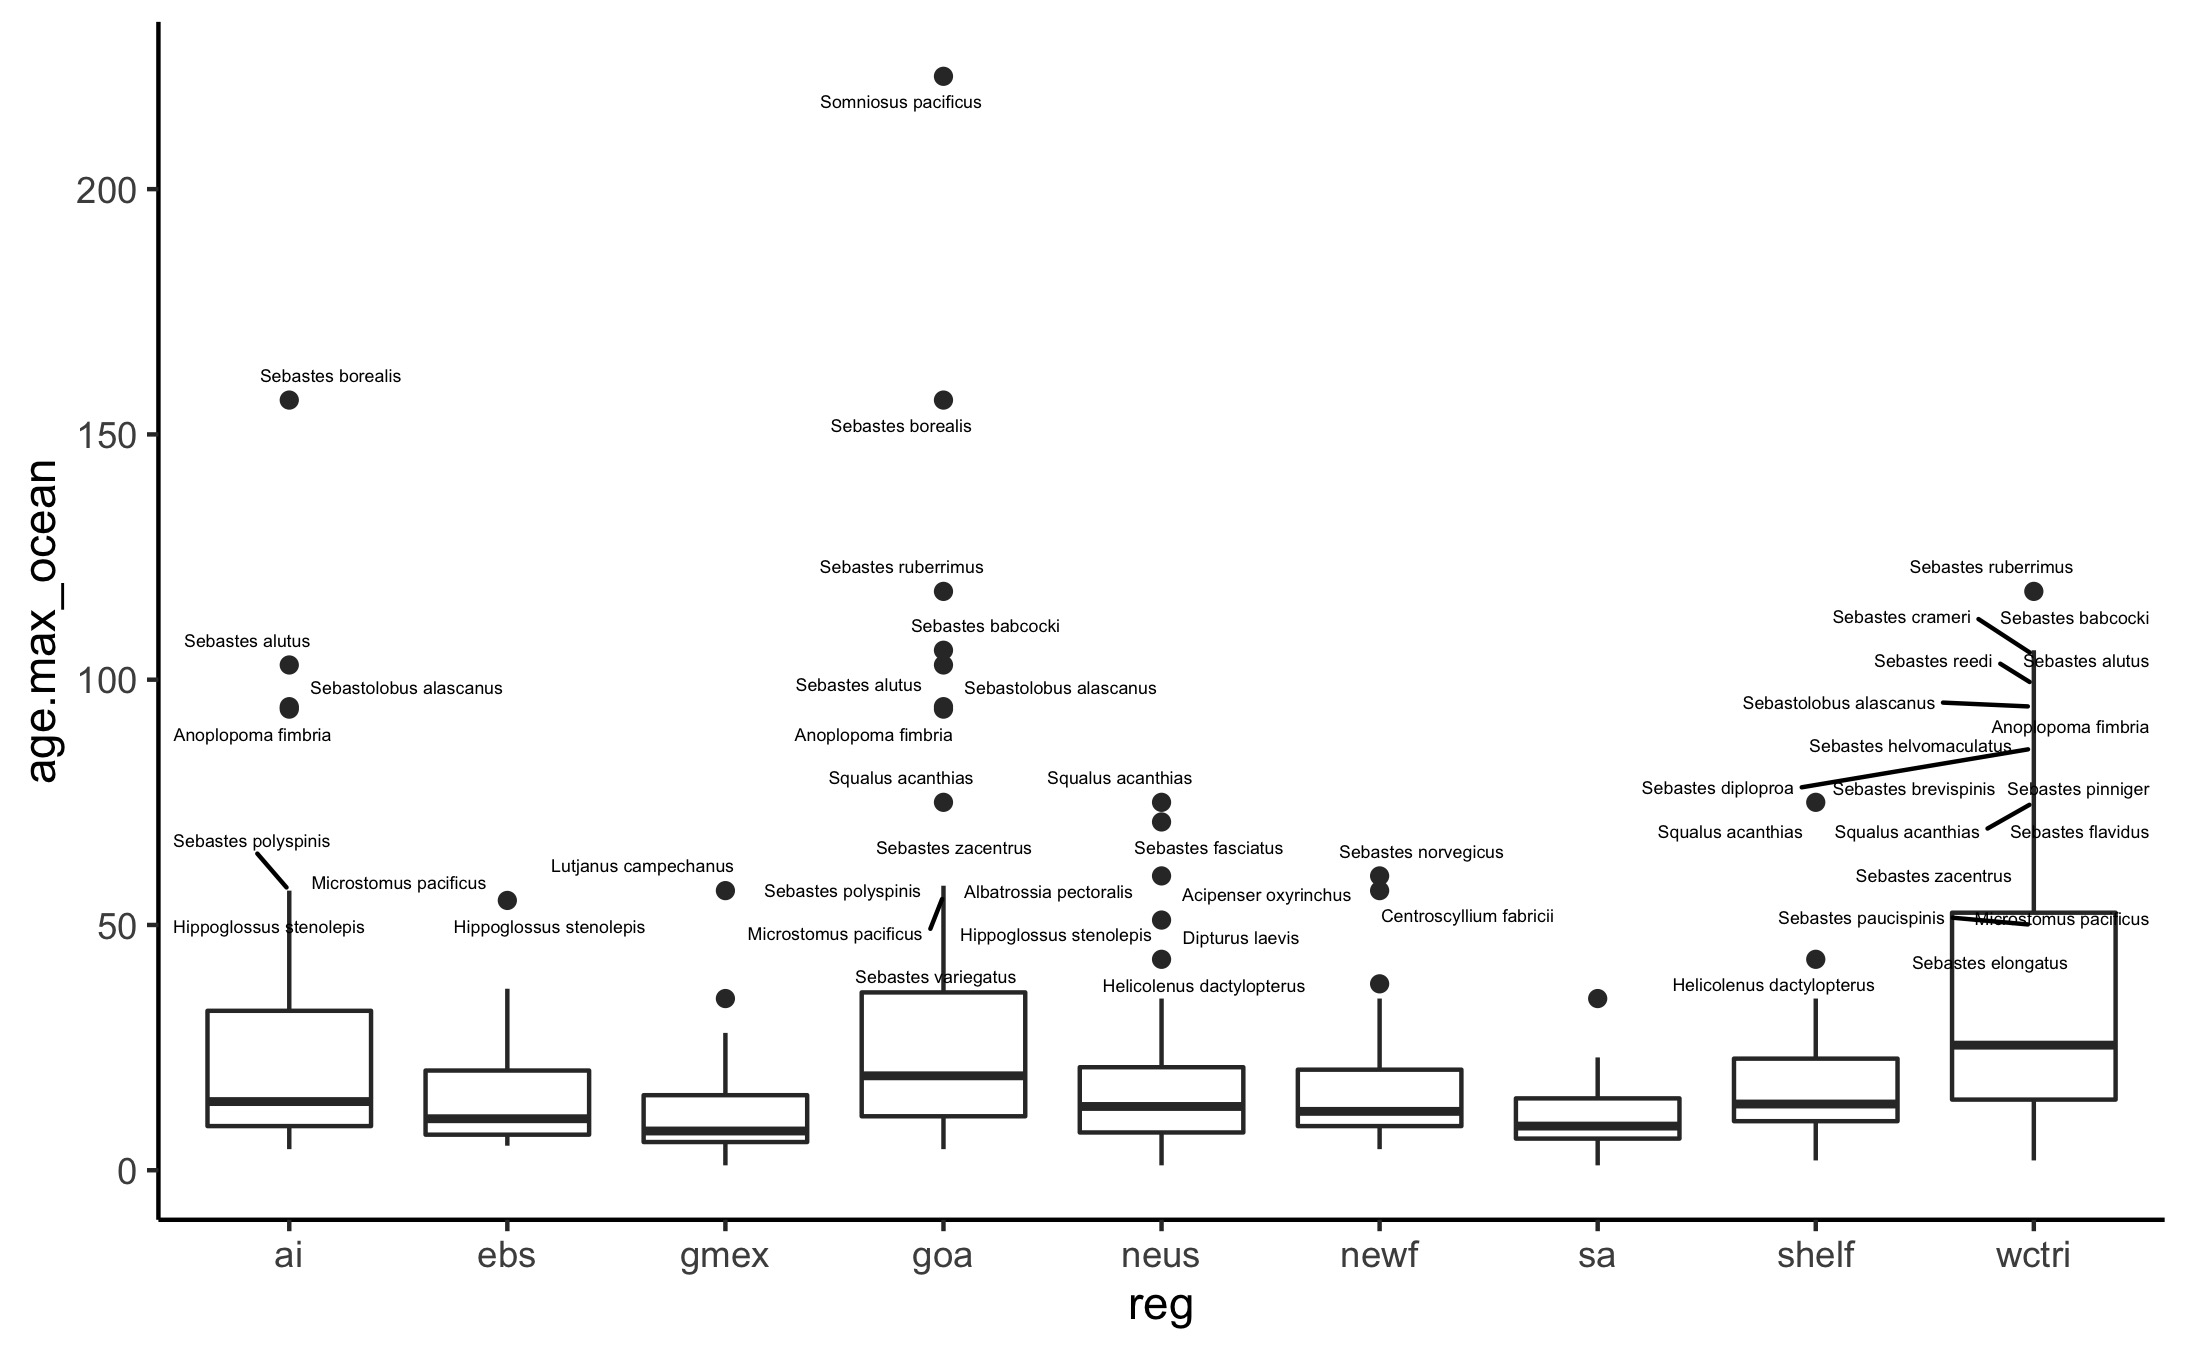 Somniosus pacificus
200
Sebastes borealis
150
Sebastes borealis
age.max_ocean
Sebastes ruberrimus
Sebastes ruberrimus
Sebastes crameri
Sebastes babcocki
Sebastes babcocki
Sebastes alutus
Sebastes reedi
Sebastes alutus
100
Sebastolobus alascanus
Sebastes alutus
Sebastolobus alascanus
Sebastolobus alascanus
Anoplopoma fimbria
Anoplopoma fimbria
Anoplopoma fimbria
Sebastes helvomaculatus
Squalus acanthias
Squalus acanthias
Sebastes diploproa
Sebastes brevispinis
Sebastes pinniger
Squalus acanthias
Squalus acanthias
Sebastes flavidus
Sebastes polyspinis
Sebastes zacentrus
Sebastes fasciatus
Sebastes norvegicus
Lutjanus campechanus
Sebastes zacentrus
Microstomus pacificus
Sebastes polyspinis
Albatrossia pectoralis
Acipenser oxyrinchus
Centroscyllium fabricii
Sebastes paucispinis
Microstomus pacificus
50
Hippoglossus stenolepis
Hippoglossus stenolepis
Microstomus pacificus
Hippoglossus stenolepis
Dipturus laevis
Sebastes elongatus
Sebastes variegatus
Helicolenus dactylopterus
Helicolenus dactylopterus
0
ai ebs gmex goa neus newf sa shelf wctri
reg